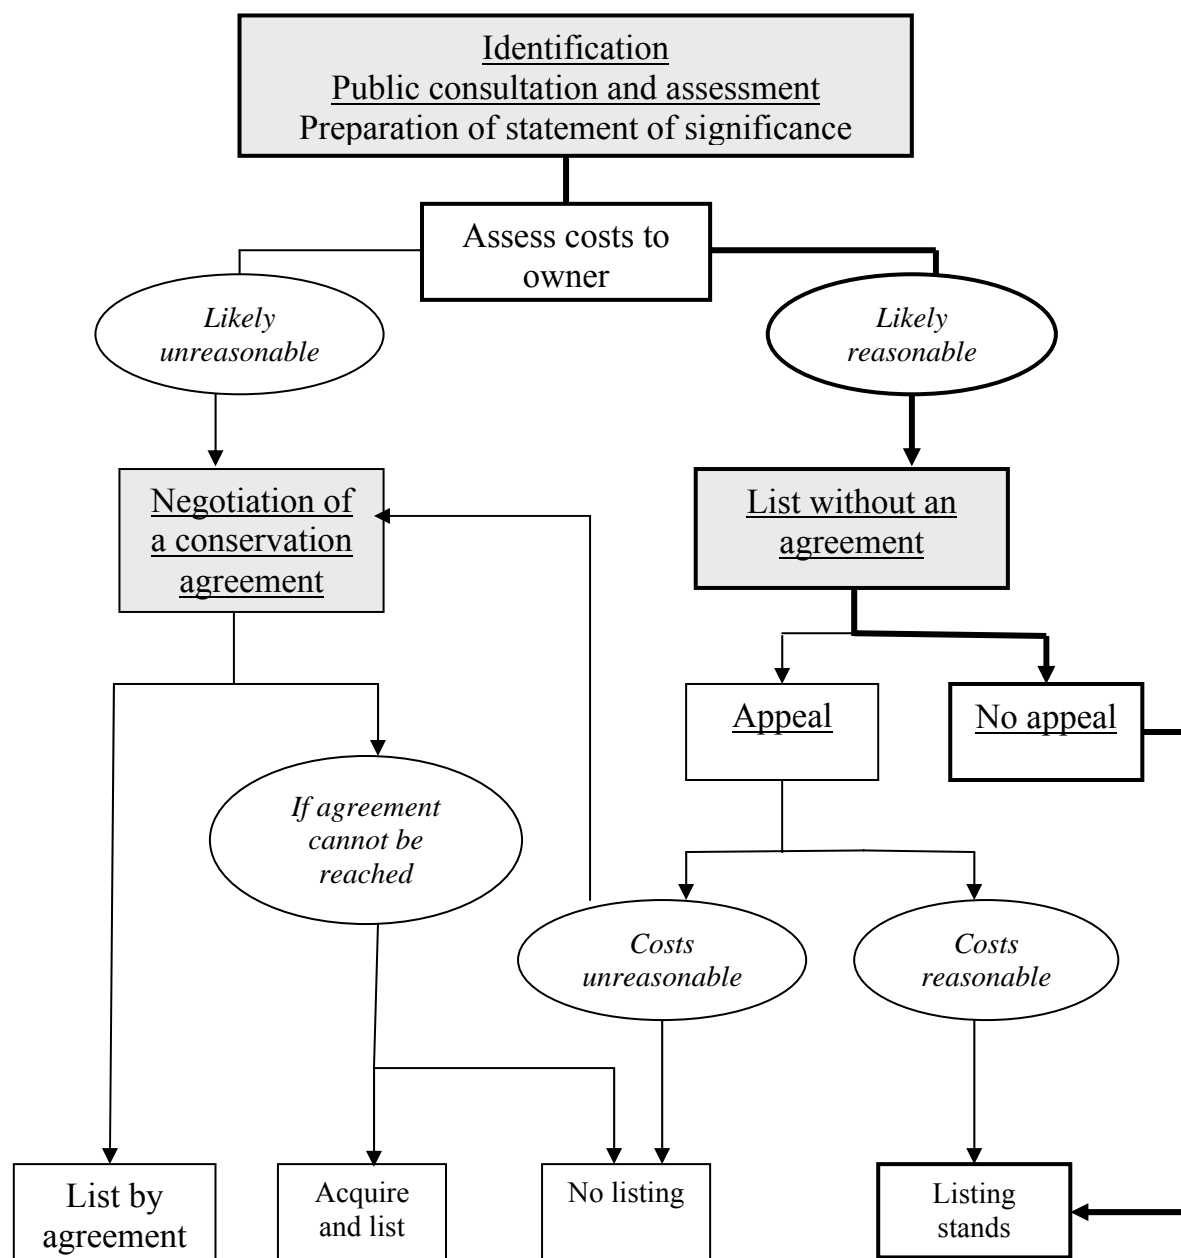 Identification
Public consultation and assessment
Preparation of statement of significance
Assess costs to
owner
Likely
unreasonable
Likely
reasonable
Negotiation of
a conservation
agreement
List without an
agreement
Appeal
No appeal
If agreement
cannot be
reached
Costs
unreasonable
Costs
reasonable
List by
agreement
Acquire
and list
No listing
Listing
stands